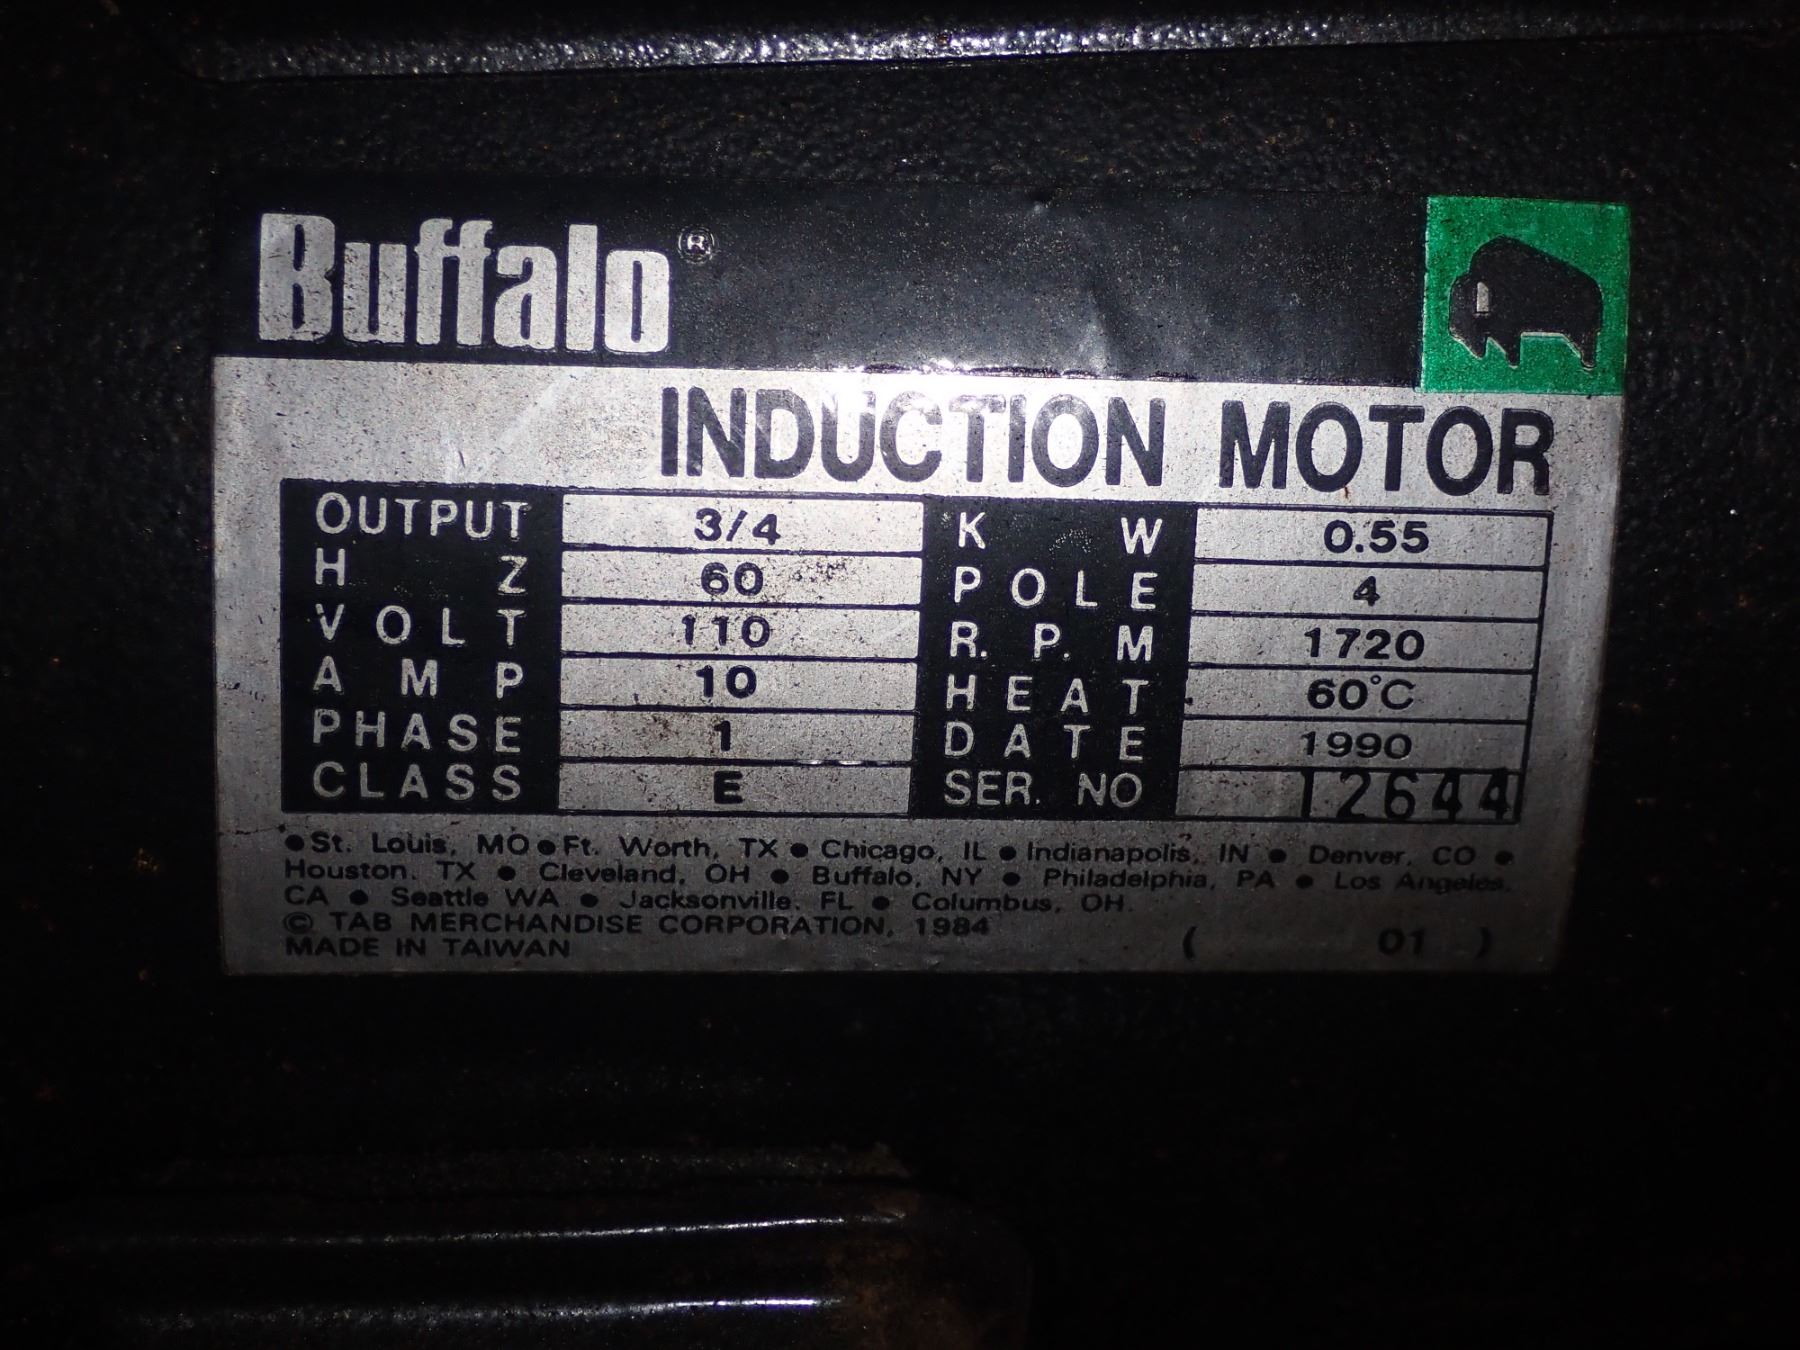 Buffalo®
INDUCTION MOTOR
OUTPUT 3/4 KW 0.55
HZ 60 POLE 4
VOLT 110 R.P.M 1720
AMP 10 HEAT 60°C
PHASE 1 DATE 1990
CLASS E SER. NO 12644
●St. Louis, MO●Ft. Worth, TX ● Chicago, IL ● Indianapolis, IN ● Denver, CO ●
Houston, TX ● Cleveland, OH ● Buffalo, NY ● Philadelphia, PA ● Los Angeles,
CA ● Seattle WA ● Jacksonville, FL ● Columbus, OH.
© TAB MERCHANDISE CORPORATION, 1984
MADE IN TAIWAN ( 01 )